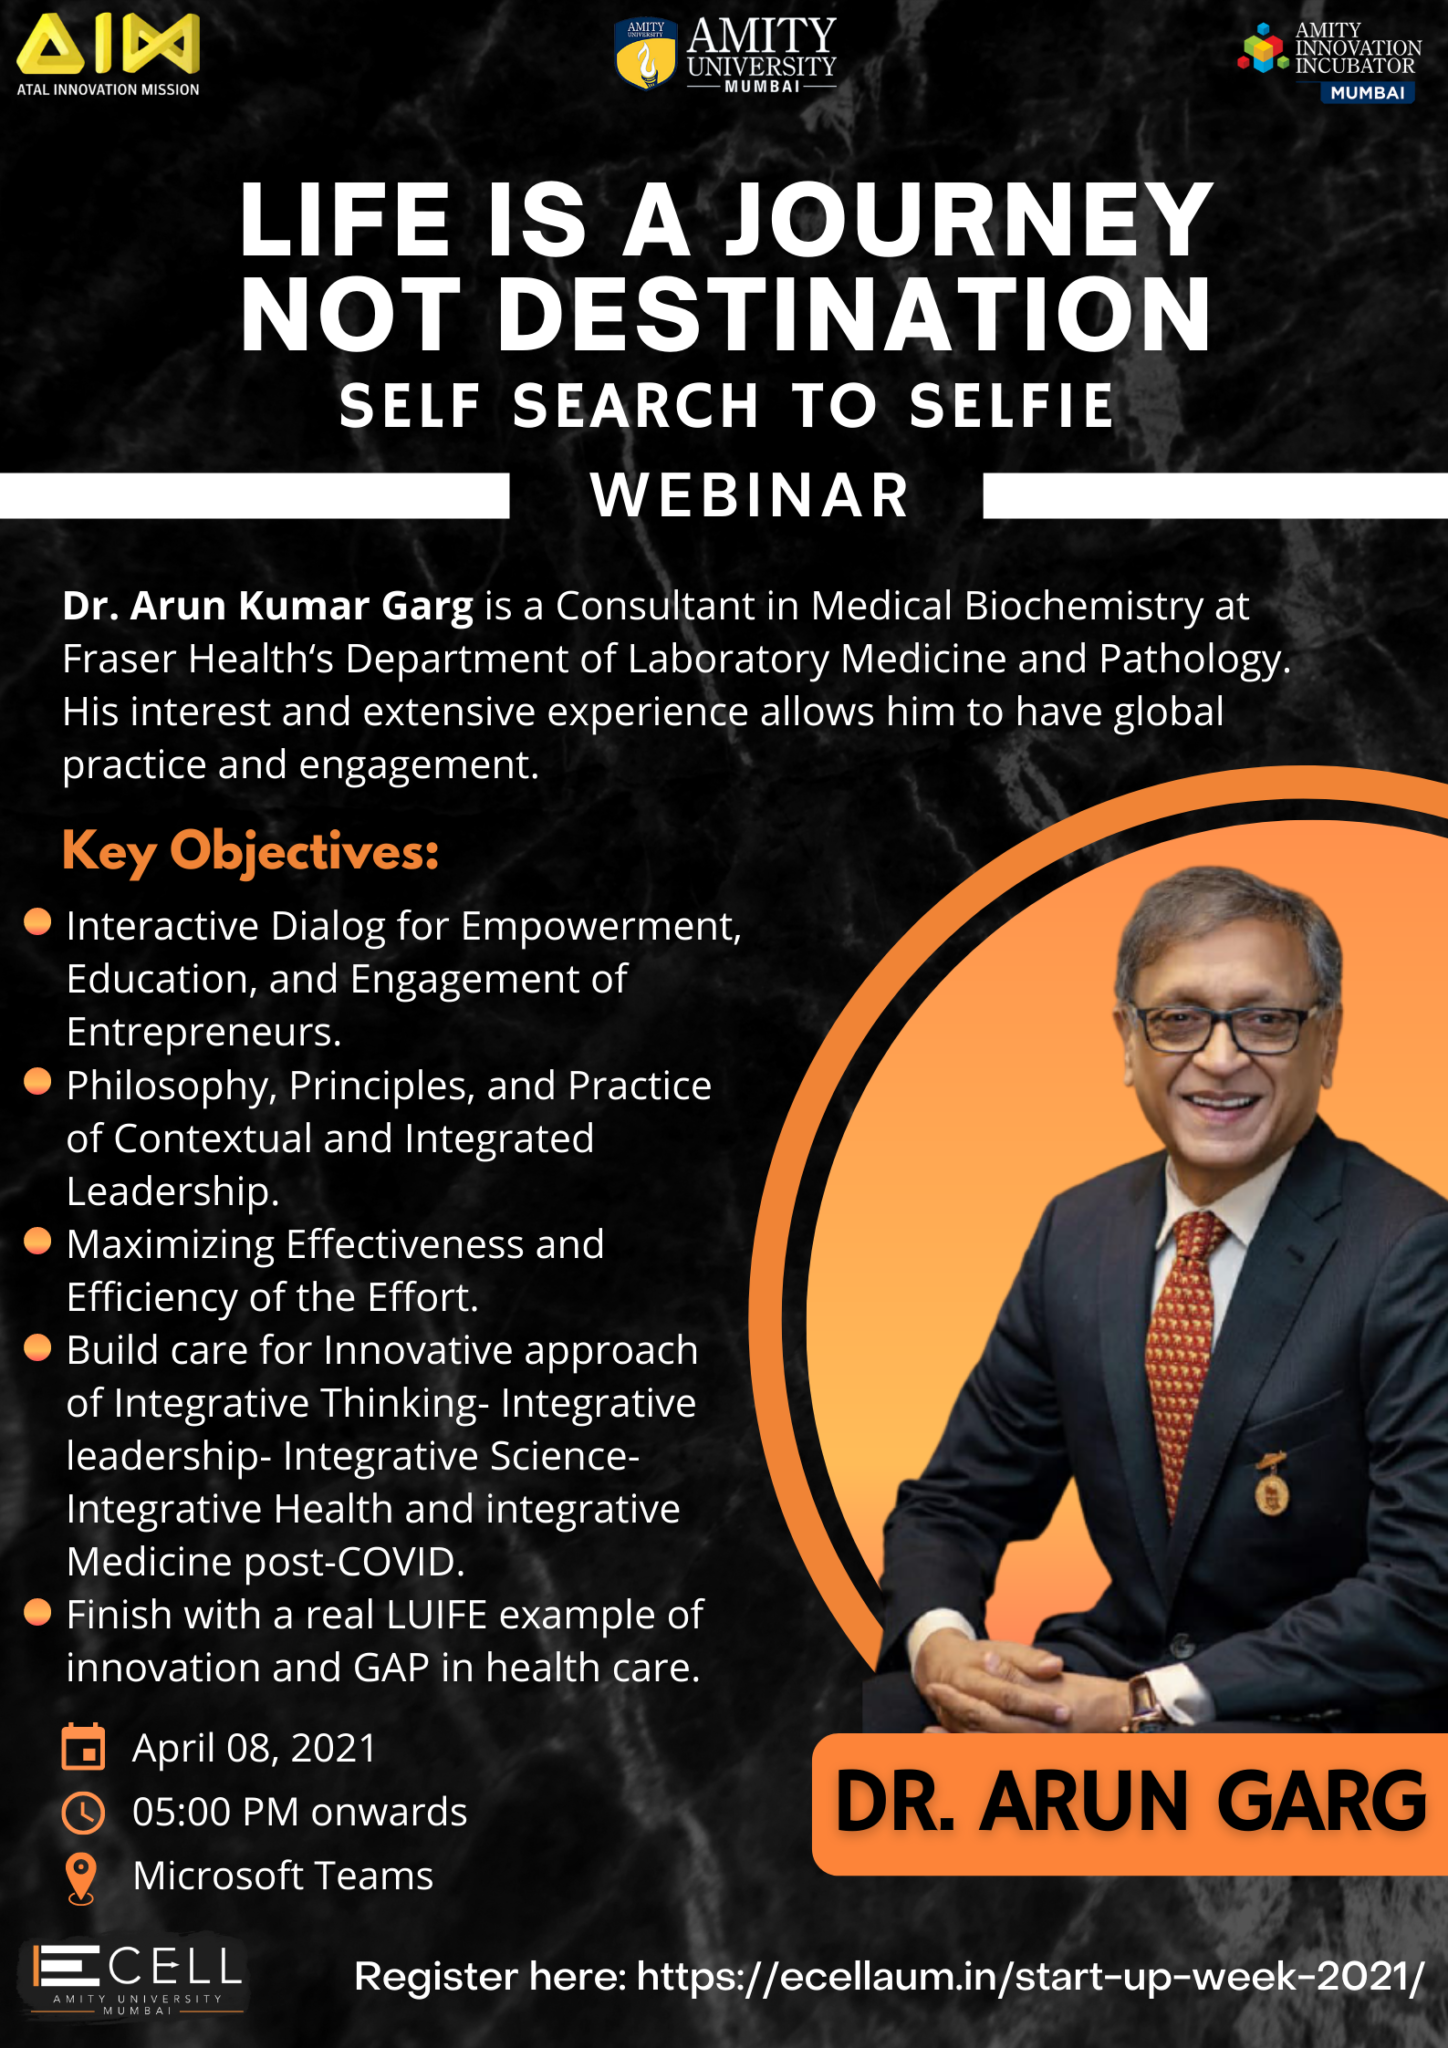 ATAL INNOVATION MISSION
AMITY
UNIVERSITY
AMITY
UNIVERSITY
MUMBAI
AMITY
INNOVATION
INCUBATOR
MUMBAI
LIFE IS A JOURNEY
NOT DESTINATION
SELF SEARCH TO SELFIE
WEBINAR
Dr. Arun Kumar Garg is a Consultant in Medical Biochemistry at
Fraser Health‘s Department of Laboratory Medicine and Pathology.
His interest and extensive experience allows him to have global
practice and engagement.
Key Objectives:
Interactive Dialog for Empowerment,
Education, and Engagement of
Entrepreneurs.
Philosophy, Principles, and Practice
of Contextual and Integrated
Leadership.
Maximizing Effectiveness and
Efficiency of the Effort.
Build care for Innovative approach
of Integrative Thinking- Integrative
leadership- Integrative Science-
Integrative Health and integrative
Medicine post-COVID.
Finish with a real LUIFE example of
innovation and GAP in health care.
April 08, 2021
05:00 PM onwards
Microsoft Teams
DR. ARUN GARG
ECELL
AMITY UNIVERSITY
MUMBAI
Register here: https://ecellaum.in/start-up-week-2021/